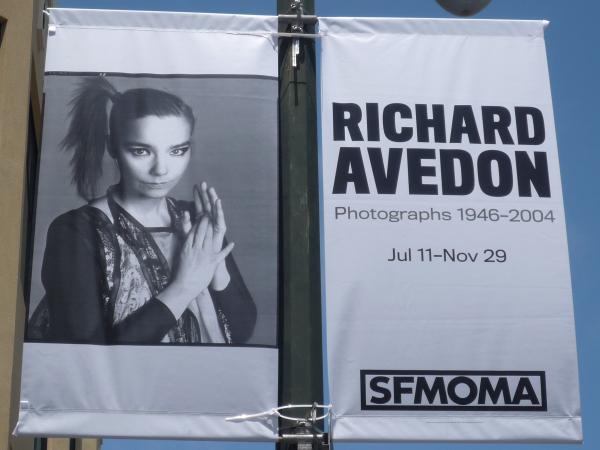 RICHARD
AVEDON
Photographs 1946–2004
Jul 11–Nov 29
SFMOMA